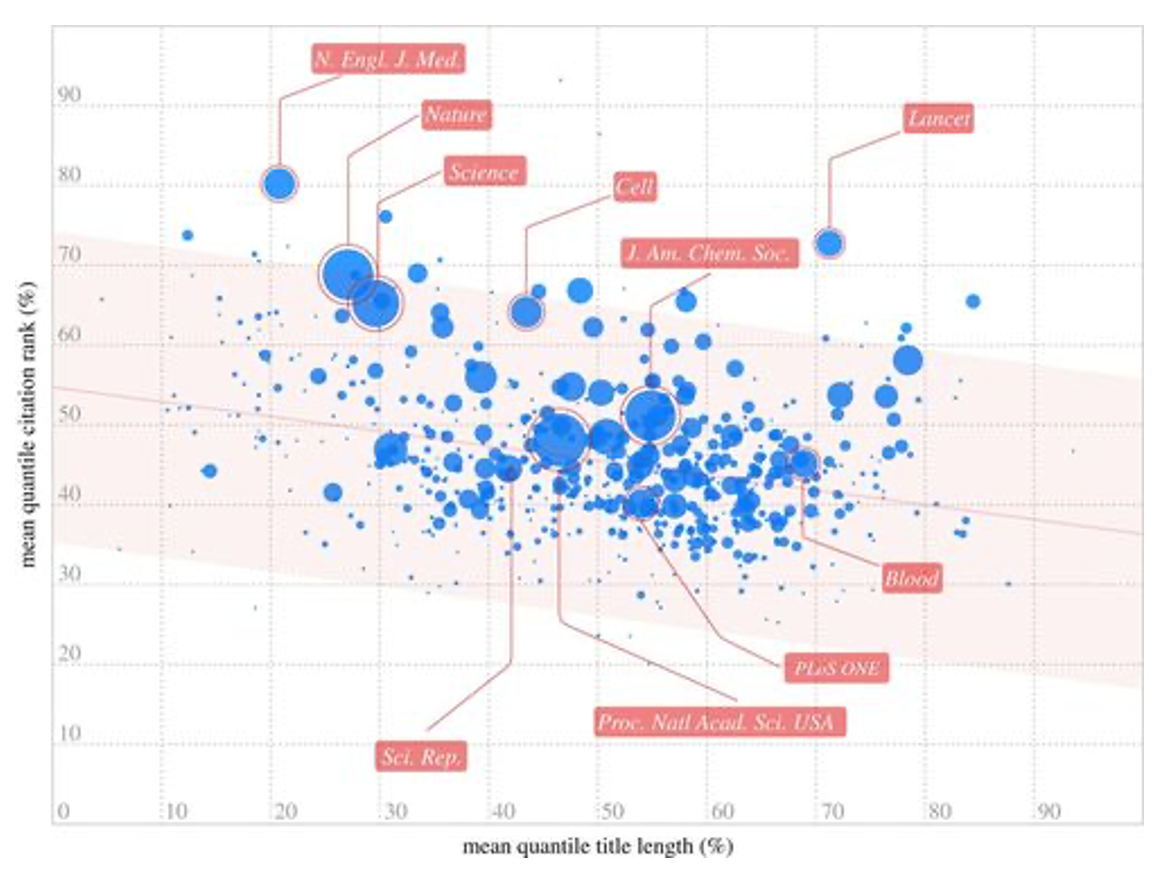 N. Engl. J. Med.
90
Nature
Lancet
Science
80
Cell
70
J. Am. Chem. Soc.
60
50
40
30
Blood
20
PLoS ONE
Proc. Natl Acad. Sci. USA
10
Sci. Rep.
0 10 20 30 40 50 60 70 80 90
mean quantile title length (%)
mean quantile citation rank (%)